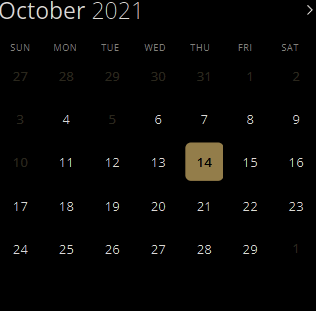 October 2021
SUN MON TUE WED THU FRI SAT
27 28 29 30 31 1 2
3 4 5 6 7 8 9
10 11 12 13 14 15 16
17 18 19 20 21 22 23
24 25 26 27 28 29 1